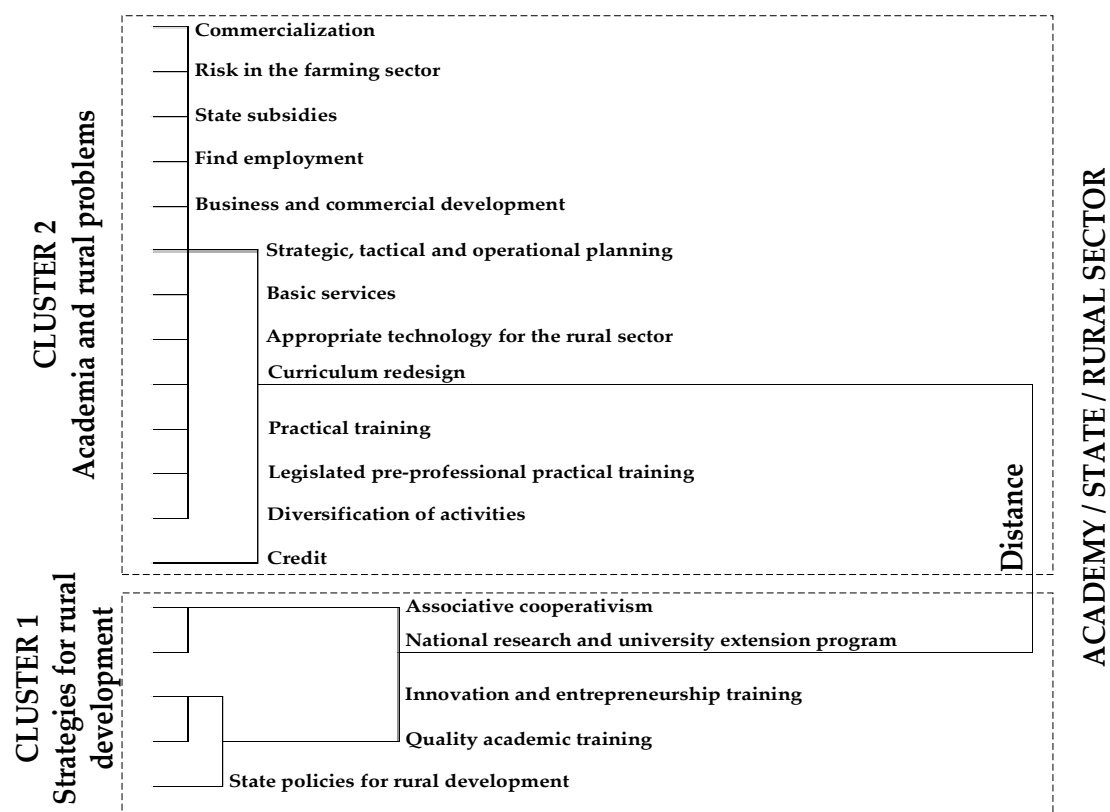 Commercialization
Risk in the farming sector
State subsidies
Find employment
Business and commercial development
Strategic, tactical and operational planning
Basic services
Appropriate technology for the rural sector
Curriculum redesign
Practical training
Legislated pre-professional practical training
Diversification of activities
Credit
CLUSTER 2
Academia and rural problems
Associative cooperativism
National research and university extension program
Innovation and entrepreneurship training
Quality academic training
State policies for rural development
CLUSTER 1
Strategies for rural
development
Distance
ACADEMY / STATE / RURAL SECTOR